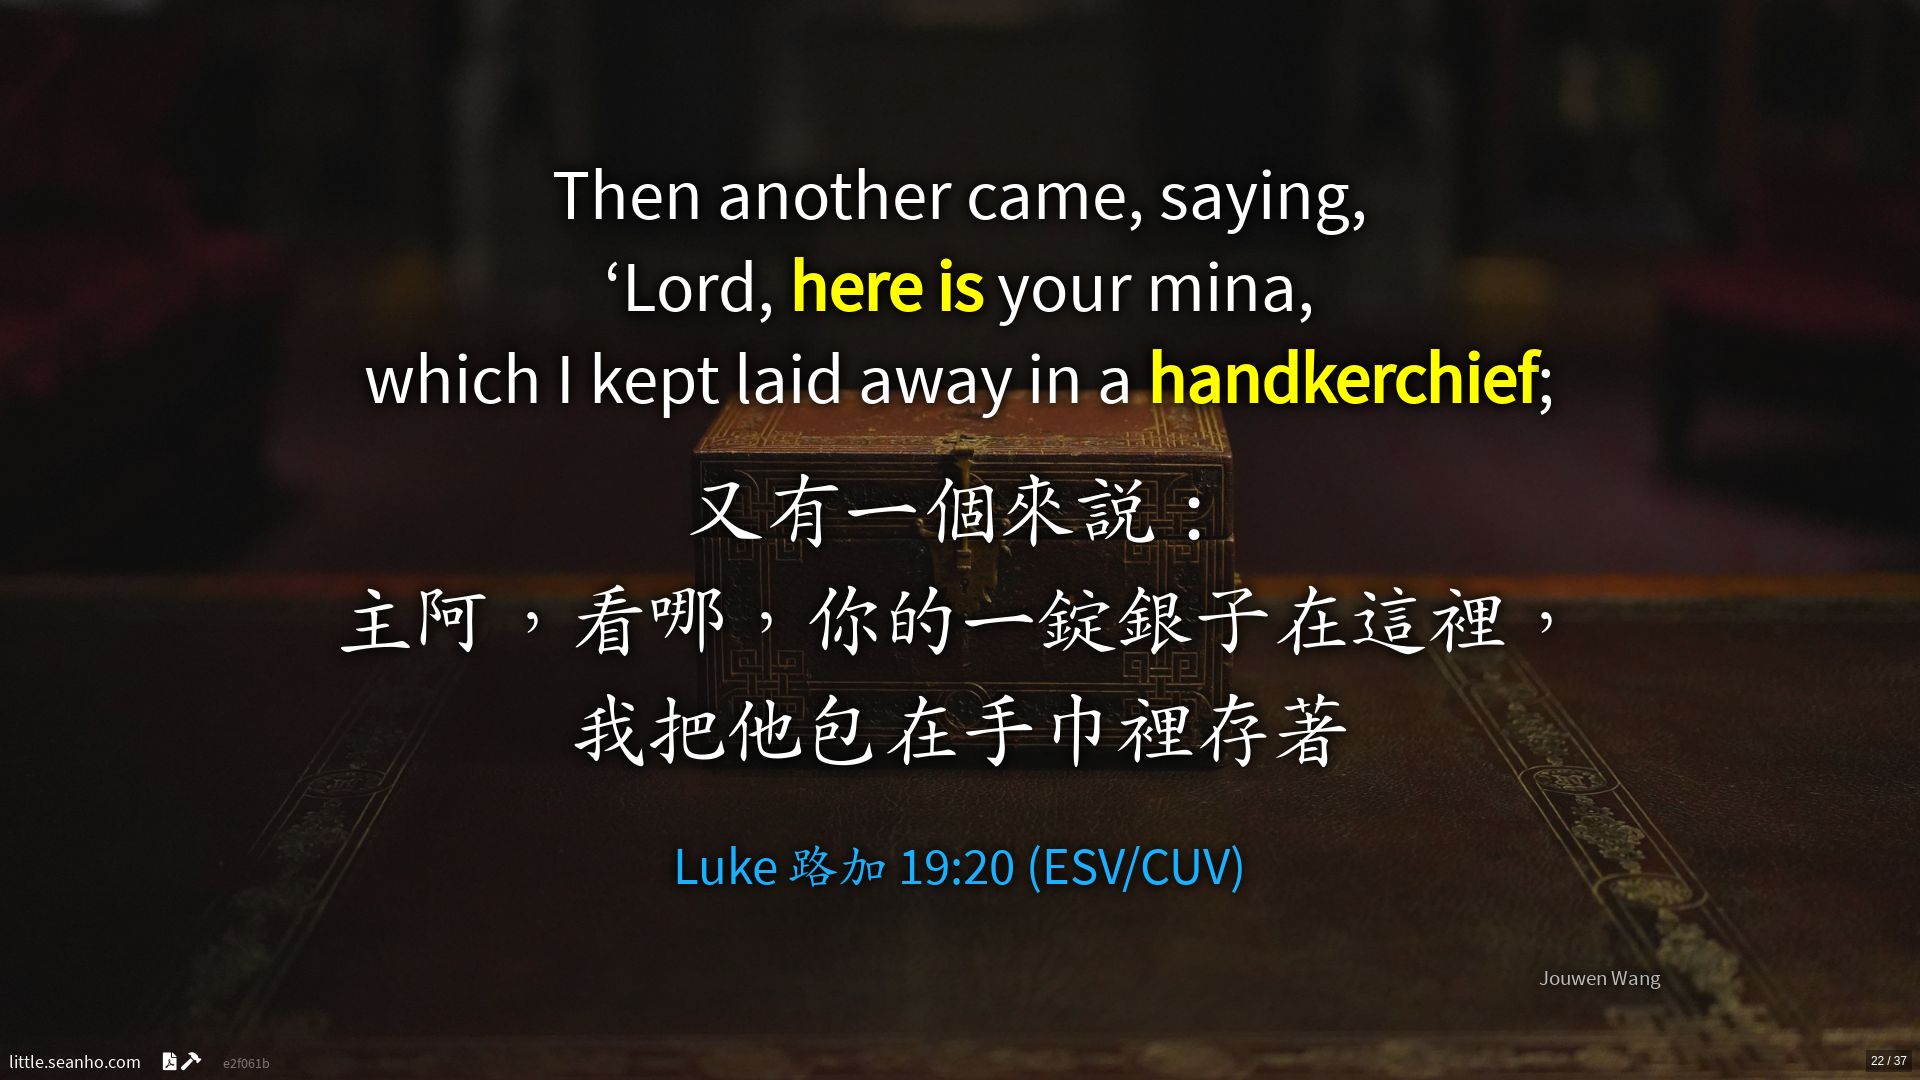 Then another came, saying,
‘Lord, here is your mina,
which I kept laid away in a handkerchief;
又有一個來説：
主阿，看哪，你的一錠銀子在這裡，
我把他包在手巾裡存著
Luke 路加 19:20 (ESV/CUV)
Jouwen Wang
little.seanho.com
e2f061b
22 / 37